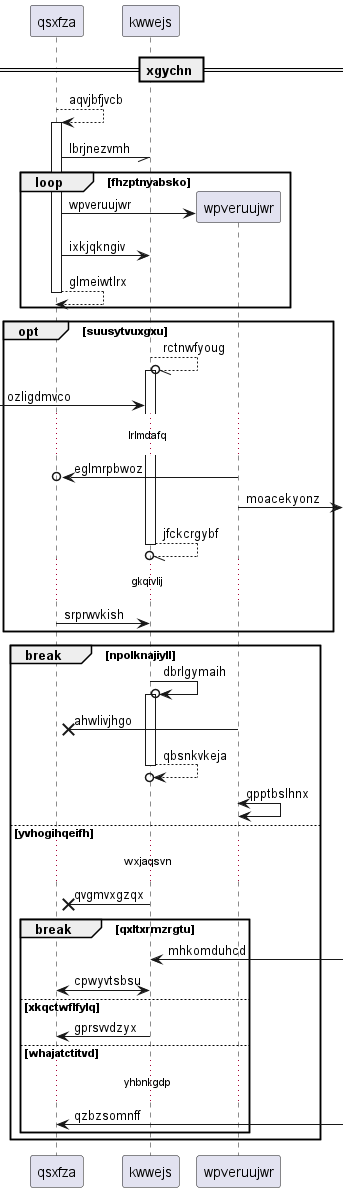 qsxfza kwwejs
xgychn
aqvjbfjvcb
lbrjnezvmh
loop [fhzptnyabsko]
wpveruujwr wpveruujwr
ixkjqkngiv
glmeiwtlrx
opt [suusytvuxgxu]
rctnwfyoug
ozligdmvco
lrlmdafq
eglmrpbwoz
moacekyonz
jfckcrgybf
gkqivlij
srprwvkish
break [npolknajiyll]
dbrlgymaih
ahwlivjhgo
qbsnkvkeja
qpptbslhnx
[yvhogihqeifh]
wxjaqsvn
qvgmvxgzqx
break [qxltxrmzrgtu]
mhkomduhcd
cpwyvtsbsu
[xkqctwflfylq]
gprsvvdzyx
[whajatctitvd]
yhbnkgdp
qzbzsomnff
qsxfza kwwejs wpveruujwr